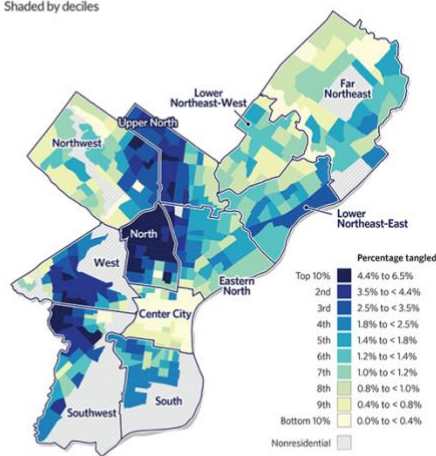 Shaded by deciles
Lower
Northeast-West
Far
Northeast
Upper North
Northwest
Lower
Northeast-East
North
West
Eastern
North
Center City
Southwest
South
Percentage tangled
Top 10% 4.4% to 6.5%
2nd 3.5% to < 4.4%
3rd 2.5% to < 3.5%
4th 1.8% to < 2.5%
5th 1.4% to < 1.8%
6th 1.2% to < 1.4%
7th 1.0% to < 1.2%
8th 0.8% to < 1.0%
9th 0.4% to < 0.8%
Bottom 10% 0.0% to < 0.4%
Nonresidential